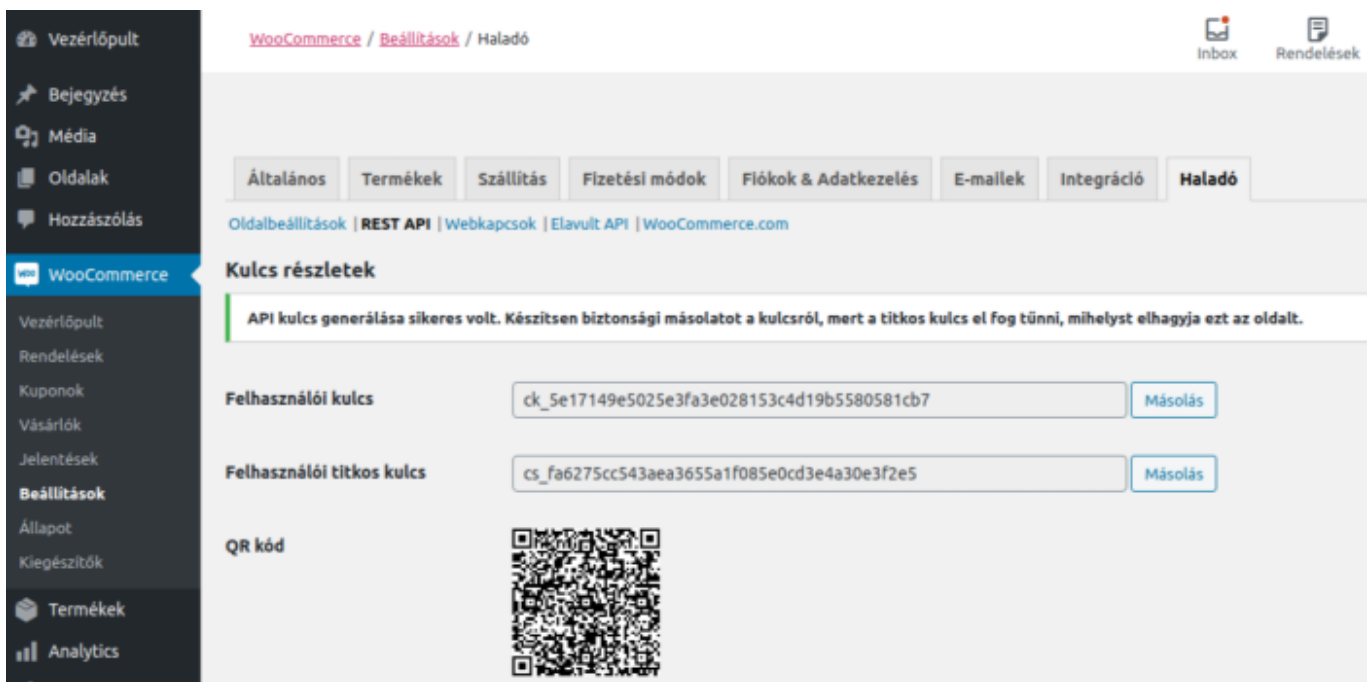 Vezérlőpult
Bejegyzés
Média
Oldalak
Hozzászólás
WooCommerce
Vezérlőpult
Rendelések
Kuponok
Vásárlók
Jelentések
Beállítások
Állapot
Kiegészítők
Termékek
Analytics
WooCommerce / Beállítások / Haladó
Inbox
Rendelések
Általános Termékek Szállítás Fizetési módok Fiókok & Adatkezelés E-mailek Integráció Haladó
Oldalbeállítások | REST API | Webkapcsok | Elavult API | WooCommerce.com
Kulcs részletek
API kulcs generálása sikeres volt. Készítsen biztonsági másolatot a kulcsról, mert a titkos kulcs el fog tűnni, mihelyst elhagyja ezt az oldalt.
Felhasználói kulcs ck_5e17149e5025e3fa3e028153c4d19b5580581cb7 Másolás
Felhasználói titkos kulcs cs_fa6275cc543aea3655a1f085e0cd3e4a30e3f2e5 Másolás
QR kód